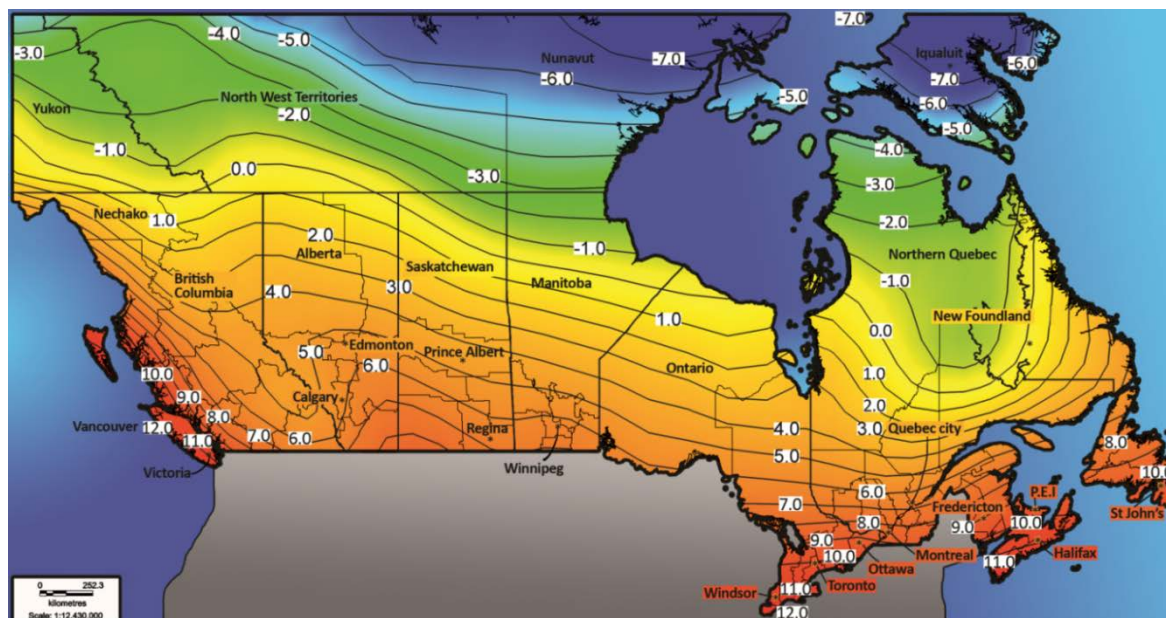 -7.0
-4.0
-5.0
-3.0
Nunavut
-7.0
Iqualuit
-6.0
-6.0
-7.0
North West Territories
-5.0
-6.0
Yukon
-2.0
-5.0
-1.0
-4.0
0.0
-3.0
-3.0
Nechako
1.0
-2.0
2.0
-1.0
Alberta
Northern Quebec
Saskatchewan
British
Columbia
Manitoba
-1.0
3.0
4.0
New Foundland
1.0
0.0
Edmonton
5.0
Prince Albert
6.0
Ontario
10.0
1.0
9.0
Calgary
2.0
8.0
Vancouver
12.0
11.0
7.0
6.0
Regina
4.0
3.0
Quebec city
5.0
8.0
Victoria
Winnipeg
10.0
6.0
7.0
Fredericton
P.E.I
St John's
8.0
9.0
10.0
9.0
10.0
Montreal
Halifax
Ottawa
11.0
Windsor
11.0
Toronto
12.0
0 252.3
kilometres
Scale: 1:12,430,000